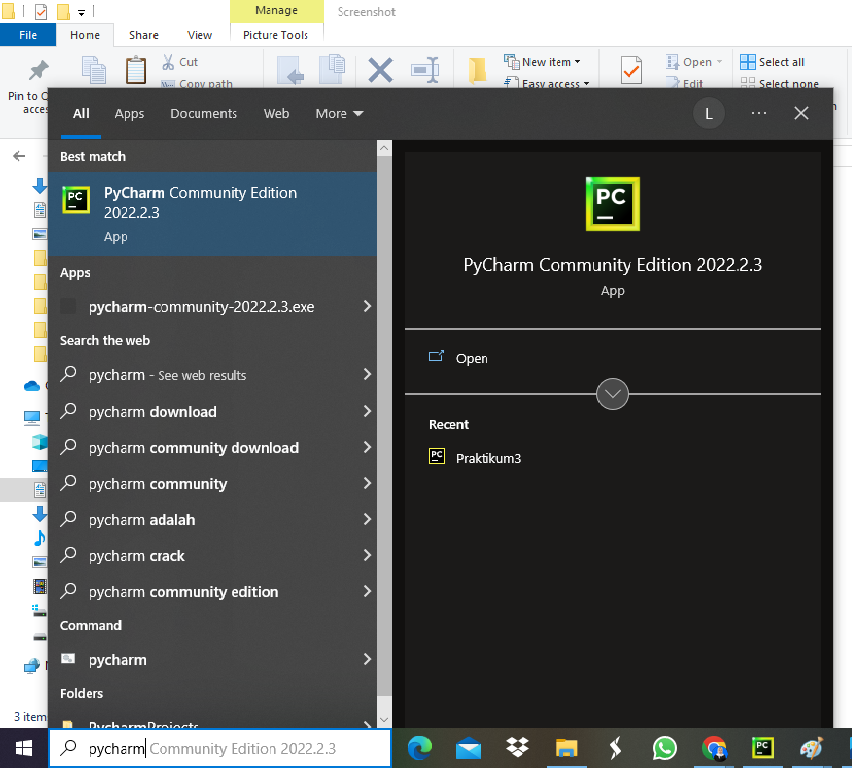 Manage
Screenshot
File
Home
Share
View
Picture Tools
Pin to Q
acces
Cut
Copy path
New item
Easy access
Open
Edit
Select all
Select none
All
Apps
Documents
Web
More
L
Best match
PC
PyCharm Community Edition
2022.2.3
App
Apps
pycharm-community-2022.2.3.exe
Search the web
pycharm - See web results
pycharm download
pycharm community download
pycharm community
pycharm adalah
pycharm crack
pycharm community edition
Command
pycharm
Folders
PycharmProjects
PC
PyCharm Community Edition 2022.2.3
App
Open
Recent
PC
Praktikum3
3 item
pycharm Community Edition 2022.2.3
PC